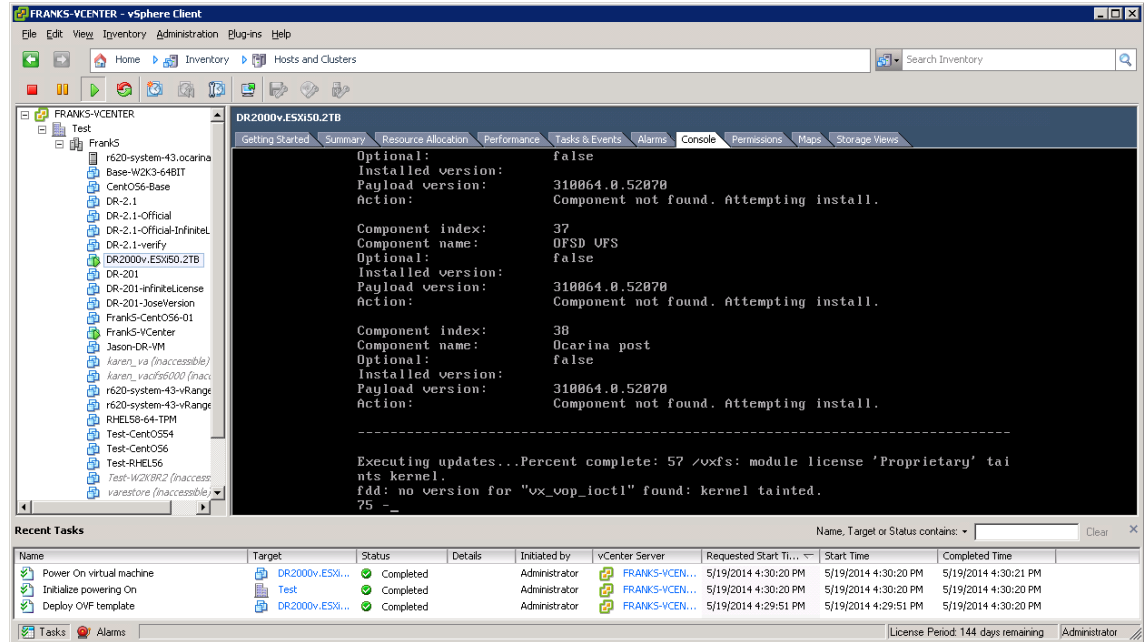 FRANKS-VCENTER - vSphere Client
File Edit View Inventory Administration Plug-ins Help
Home Inventory Hosts and Clusters
Search Inventory
FRANKS-VCENTER
Test
FrankS
r620-system-43.ocarina
Base-W2K3-64BIT
CentOS6-Base
DR-2.1
DR-2.1-Official
DR-2.1-Official-InfiniteL
DR-2.1-verify
DR2000v.ESXi50.2TB
DR-201
DR-201-infiniteLicense
DR-201-JoseVersion
FrankS-CentOS6-01
FrankS-VCenter
Jason-DR-VM
karen_va (inaccessible)
karen_vacifs6000 (inacc
r620-system-43-vRange
r620-system-43-vRange
RHEL58-64-TPM
Test-CentOS54
Test-CentOS6
Test-RHEL56
Test-W2K8R2 (inaccess
varestore (inaccessible)
DR2000v.ESXi50.2TB
Getting Started Summary Resource Allocation Performance Tasks & Events Alarms Console Permissions Maps Storage Views
Optional: false
Installed version:
Payload version: 310064.0.52070
Action: Component not found. Attempting install.
Component index: 37
Component name: OFSD VFS
Optional: false
Installed version:
Payload version: 310064.0.52070
Action: Component not found. Attempting install.
Component index: 38
Component name: Ocarina post
Optional: false
Installed version:
Payload version: 310064.0.52070
Action: Component not found. Attempting install.
--------------------------------------------------------------------------------
Executing updates...Percent complete: 57 /vxfs: module license 'Proprietary' tai
nts kernel.
fdd: no version for "vx_vop_ioctl" found: kernel tainted.
75 -_
Recent Tasks
Name, Target or Status contains: Clear
Name Target Status Details Initiated by vCenter Server Requested Start Ti... Start Time Completed Time
Power On virtual machine DR2000v.ESXi... Completed Administrator FRANKS-VCEN... 5/19/2014 4:30:20 PM 5/19/2014 4:30:20 PM 5/19/2014 4:30:21 PM
Initialize powering On Test Completed Administrator FRANKS-VCEN... 5/19/2014 4:30:20 PM 5/19/2014 4:30:20 PM 5/19/2014 4:30:20 PM
Deploy OVF template DR2000v.ESXi... Completed Administrator FRANKS-VCEN... 5/19/2014 4:29:51 PM 5/19/2014 4:29:51 PM 5/19/2014 4:30:20 PM
Tasks Alarms
License Period: 144 days remaining Administrator